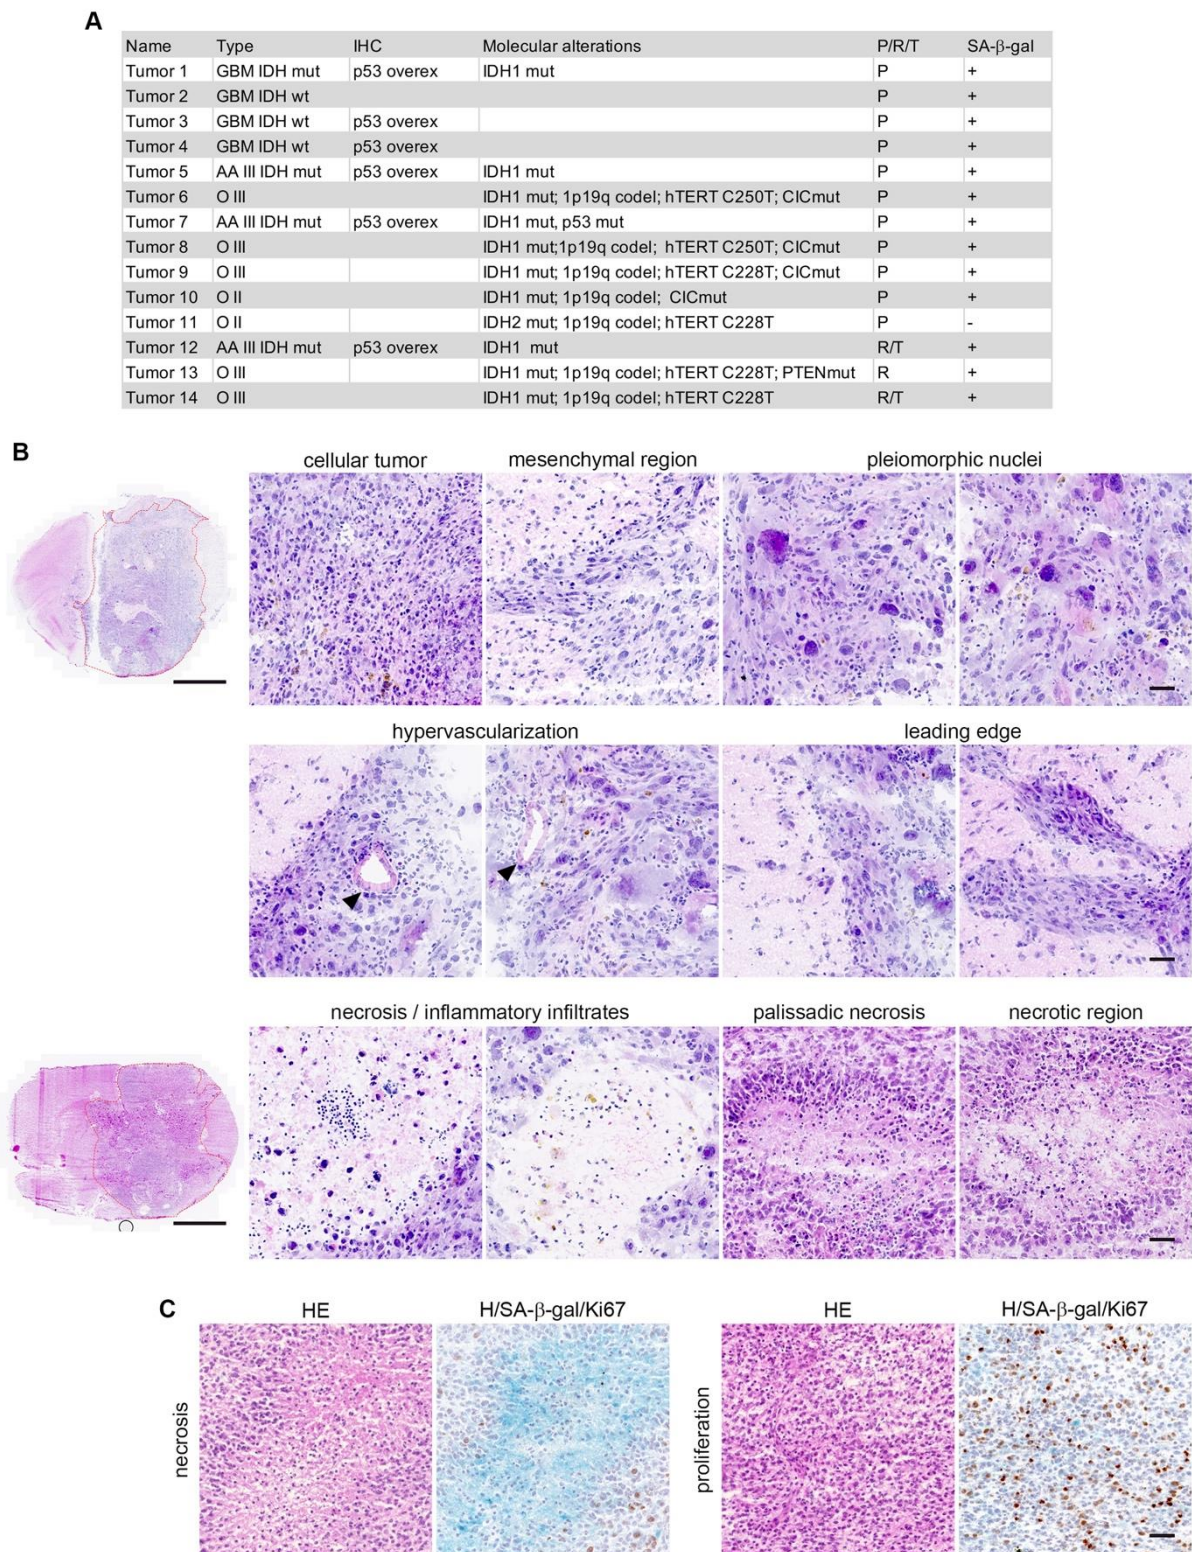 A
Name Type IHC Molecular alterations P/R/T SA-β-gal
Tumor 1 GBM IDH mut p53 overex IDH1 mut P +
Tumor 2 GBM IDH wt P +
Tumor 3 GBM IDH wt p53 overex P +
Tumor 4 GBM IDH wt p53 overex P +
Tumor 5 AA III IDH mut p53 overex IDH1 mut P +
Tumor 6 O III IDH1 mut; 1p19q codel; hTERT C250T; CICmut P +
Tumor 7 AA III IDH mut p53 overex IDH1 mut, p53 mut P +
Tumor 8 O III IDH1 mut;1p19q codel; hTERT C250T; CICmut P +
Tumor 9 O III IDH1 mut; 1p19q codel; hTERT C228T; CICmut P +
Tumor 10 O II IDH1 mut; 1p19q codel; CICmut P +
Tumor 11 O II IDH2 mut; 1p19q codel; hTERT C228T P -
Tumor 12 AA III IDH mut p53 overex IDH1 mut R/T +
Tumor 13 O III IDH1 mut; 1p19q codel; hTERT C228T; PTENmut R +
Tumor 14 O III IDH1 mut; 1p19q codel; hTERT C228T R/T +
B
cellular tumor mesenchymal region pleiomorphic nuclei
hypervascularization leading edge
necrosis / inflammatory infiltrates palissadic necrosis necrotic region
C
HE H/SA-β-gal/Ki67 HE H/SA-β-gal/Ki67
necrosis
proliferation